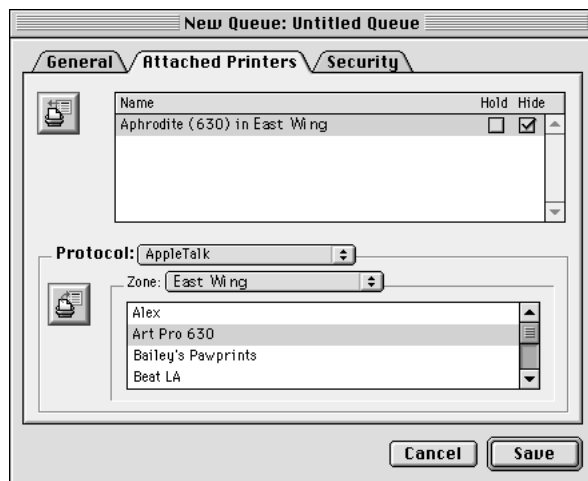 New Queue: Untitled Queue
General Attached Printers Security
Name Hold Hide
Aphrodite (630) in East Wing
Protocol: AppleTalk
Zone: East Wing
Alex
Art Pro 630
Bailey's Pawprints
Beat LA
Cancel Save